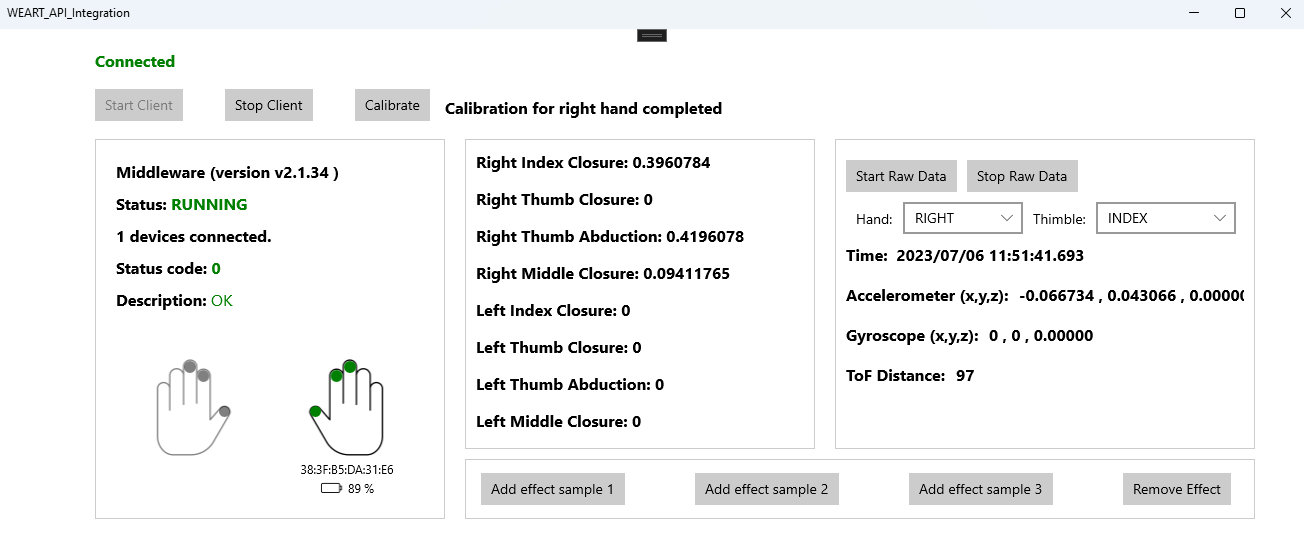 WEART_API_Integration
Connected
Start Client Stop Client Calibrate Calibration for right hand completed
Middleware (version v2.1.34 )
Status: RUNNING
1 devices connected.
Status code: 0
Description: OK
38:3F:B5:DA:31:E6
89 %
Right Index Closure: 0.3960784
Right Thumb Closure: 0
Right Thumb Abduction: 0.4196078
Right Middle Closure: 0.09411765
Left Index Closure: 0
Left Thumb Closure: 0
Left Thumb Abduction: 0
Left Middle Closure: 0
Start Raw Data Stop Raw Data
Hand: RIGHT Thimble: INDEX
Time: 2023/07/06 11:51:41.693
Accelerometer (x,y,z): -0.066734 , 0.043066 , 0.0000
Gyroscope (x,y,z): 0 , 0 , 0.00000
ToF Distance: 97
Add effect sample 1 Add effect sample 2 Add effect sample 3 Remove Effect